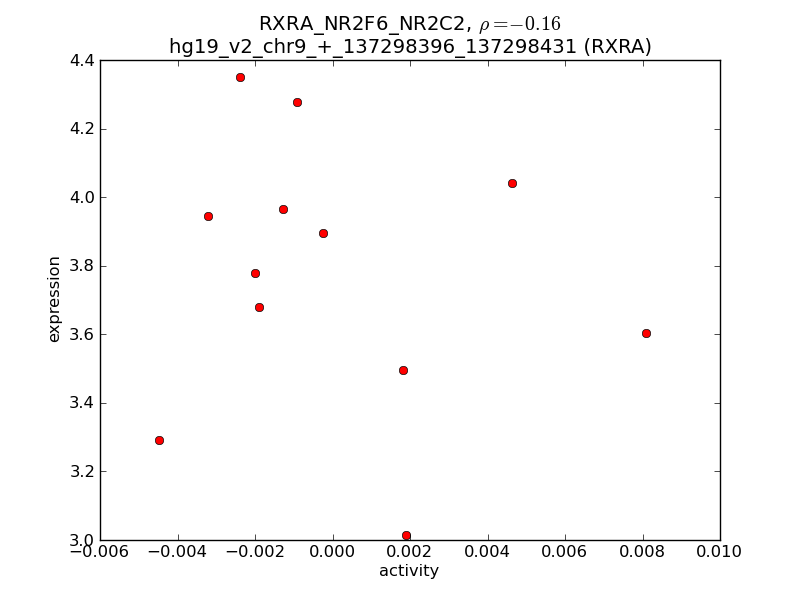 RXRA_NR2F6_NR2C2, ρ=−0.16
hg19_v2_chr9_+_137298396_137298431 (RXRA)
4.4
4.2
4.0
3.8
3.6
3.4
3.2
3.0
expression
−0.006 −0.004 −0.002 0.000 0.002 0.004 0.006 0.008 0.010
activity